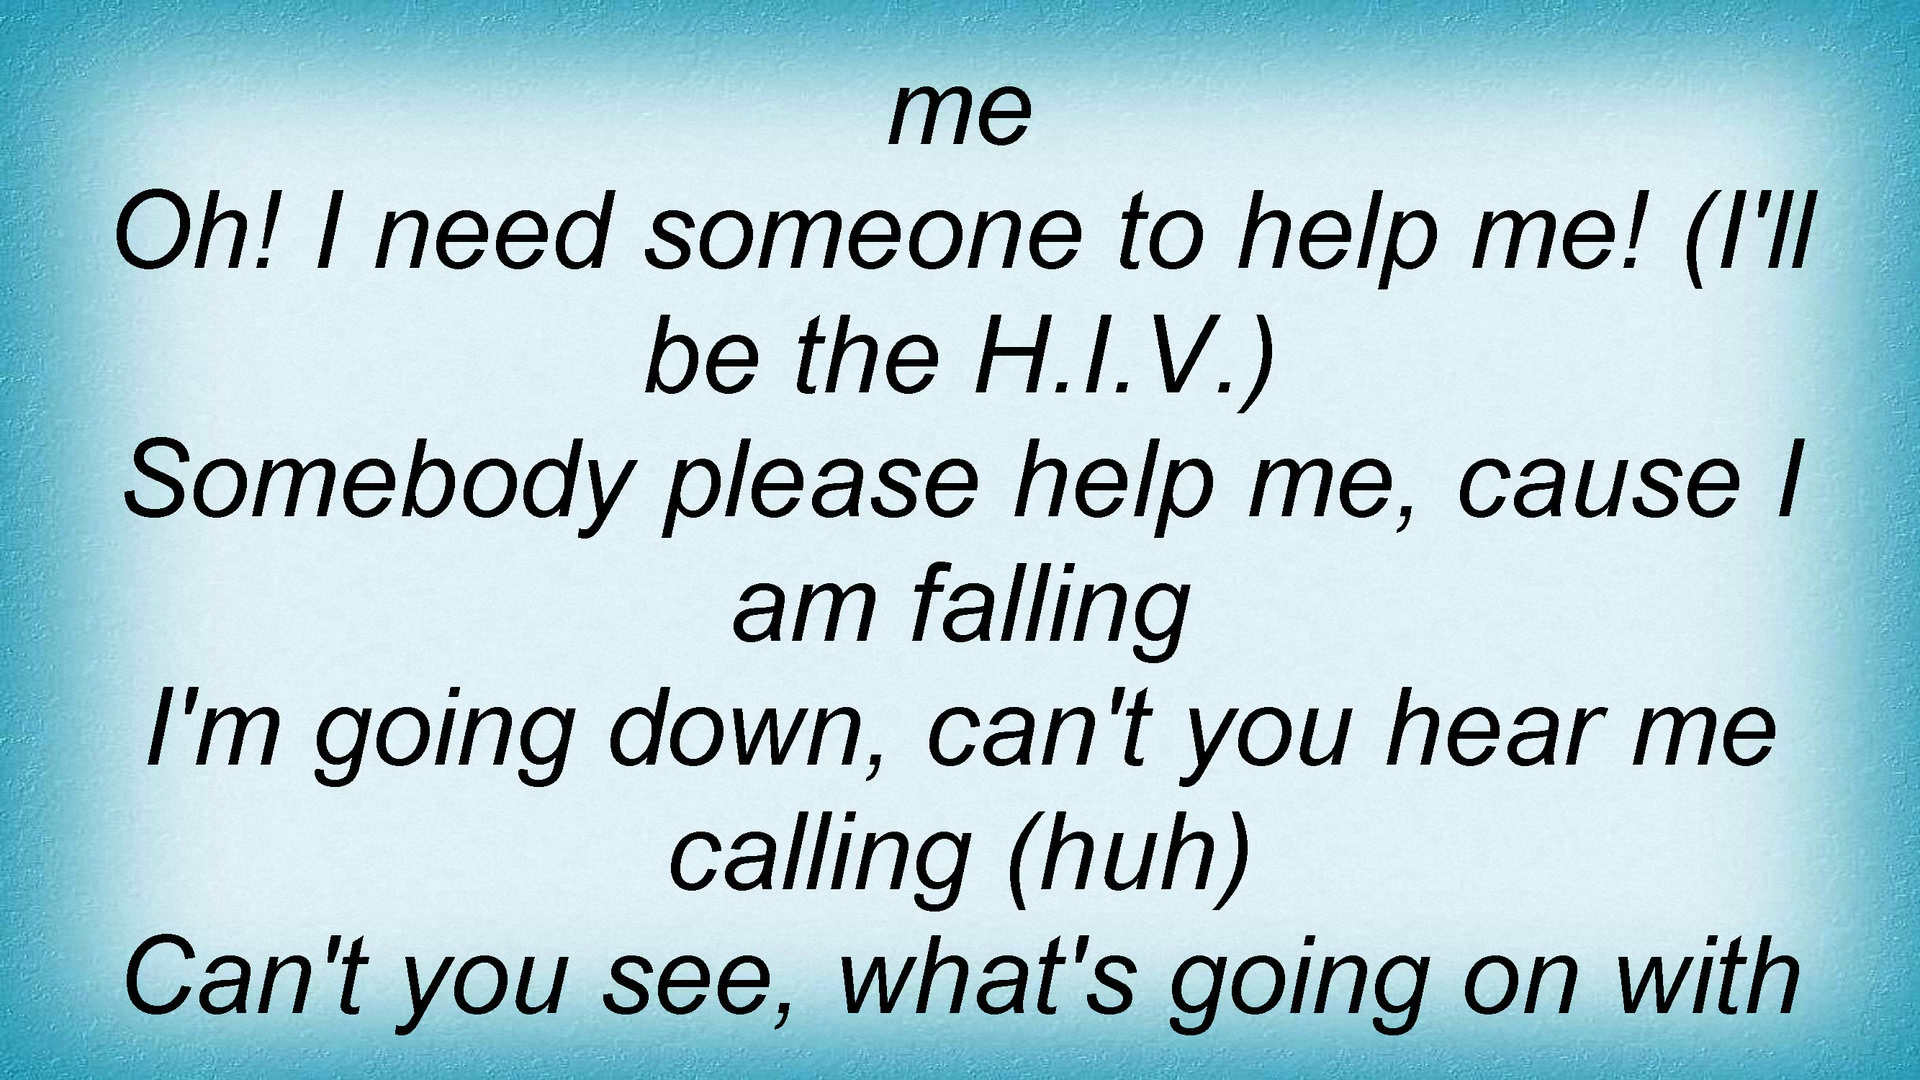 me
Oh! I need someone to help me! (I'll
be the H.I.V.)
Somebody please help me, cause I
am falling
I'm going down, can't you hear me
calling (huh)
Can't you see, what's going on with